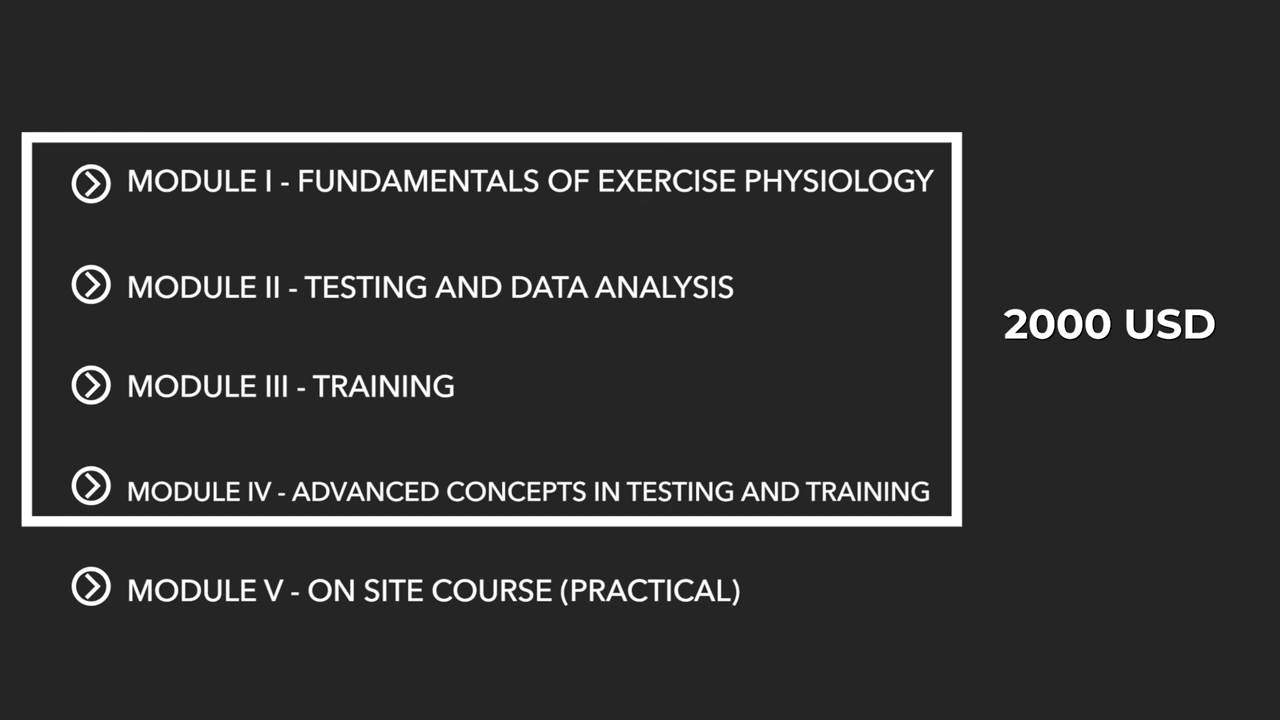 MODULE I - FUNDAMENTALS OF EXERCISE PHYSIOLOGY
MODULE II - TESTING AND DATA ANALYSIS
2000 USD
MODULE III - TRAINING
MODULE IV - ADVANCED CONCEPTS IN TESTING AND TRAINING
MODULE V - ON SITE COURSE (PRACTICAL)